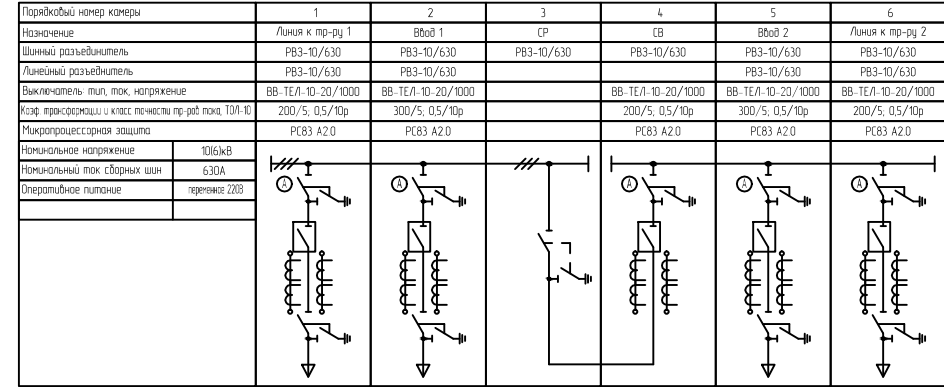 Порядковый номер камеры 1 2 3 4 5 6
Назначение Линия к тр-ру 1 Ввод 1 СР СВ Ввод 2 Линия к тр-ру 2
Шинный разъединитель РВЗ-10/630 РВЗ-10/630 РВЗ-10/630 РВЗ-10/630 РВЗ-10/630 РВЗ-10/630
Линейный разъеднитель РВЗ-10/630 РВЗ-10/630 РВЗ-10/630 РВЗ-10/630
Выключатель: тип, ток, напряжение ВВ-ТЕЛ-10-20/1000 ВВ-ТЕЛ-10-20/1000 ВВ-ТЕЛ-10-20/1000 ВВ-ТЕЛ-10-20/1000 ВВ-ТЕЛ-10-20/1000
Коэф. трансформации и класс точности тр-ров тока, ТОЛ-10 200/5; 0,5/10р 300/5; 0,5/10р 200/5; 0,5/10р 300/5; 0,5/10р 200/5; 0,5/10р
Микропроцессорная защита РС83 А2.0 РС83 А2.0 РС83 А2.0 РС83 А2.0 РС83 А2.0
Номинальное напряжение 10(6)кВ
Номинальный ток сборных шин 630А
Оперативное питание переменное 220В
А А А А А